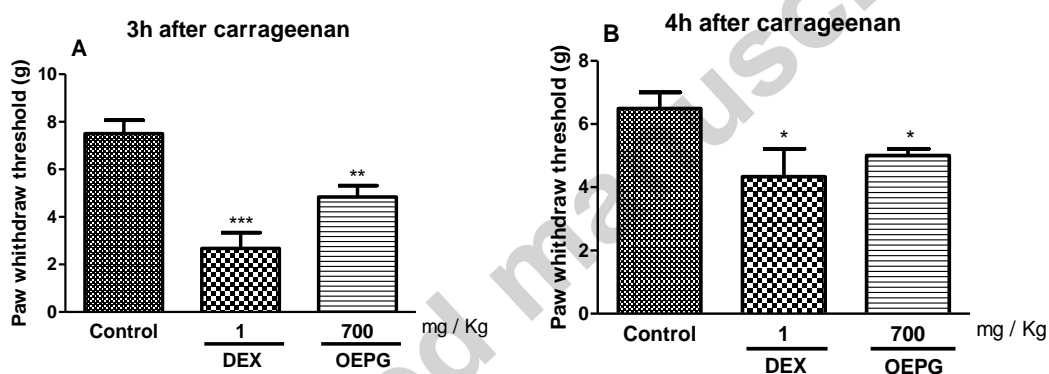 3h after carrageenan
A
Paw whithdraw threshold (g)
10
8
6
4
2
0
***
**
Control
1
700
mg / Kg
DEX
OEPG
4h after carrageenan
B
Paw whithdraw threshold (g)
8
6
4
2
0
*
*
Control
1
700
mg / Kg
DEX
OEPG